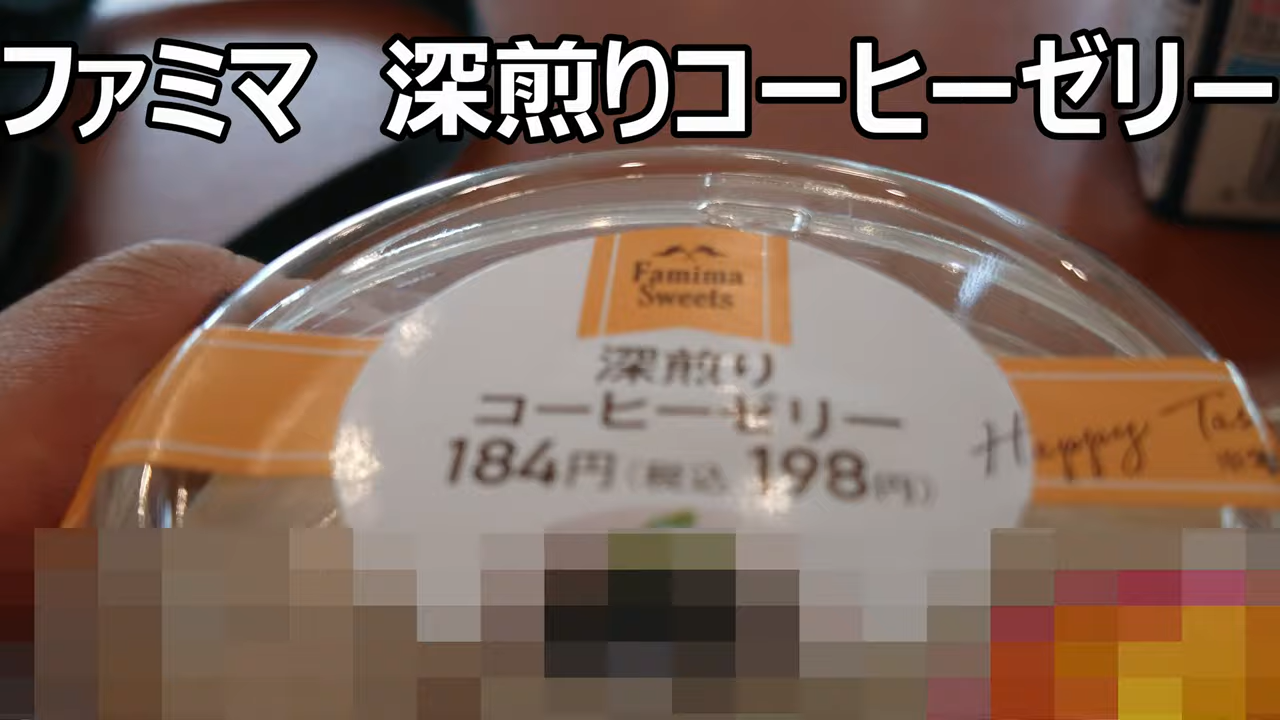 ファミマ 深煎りコーヒーゼリー
Famima
Sweets
深煎り
コーヒーゼリー
184円(税込 198円)
Happy Tas